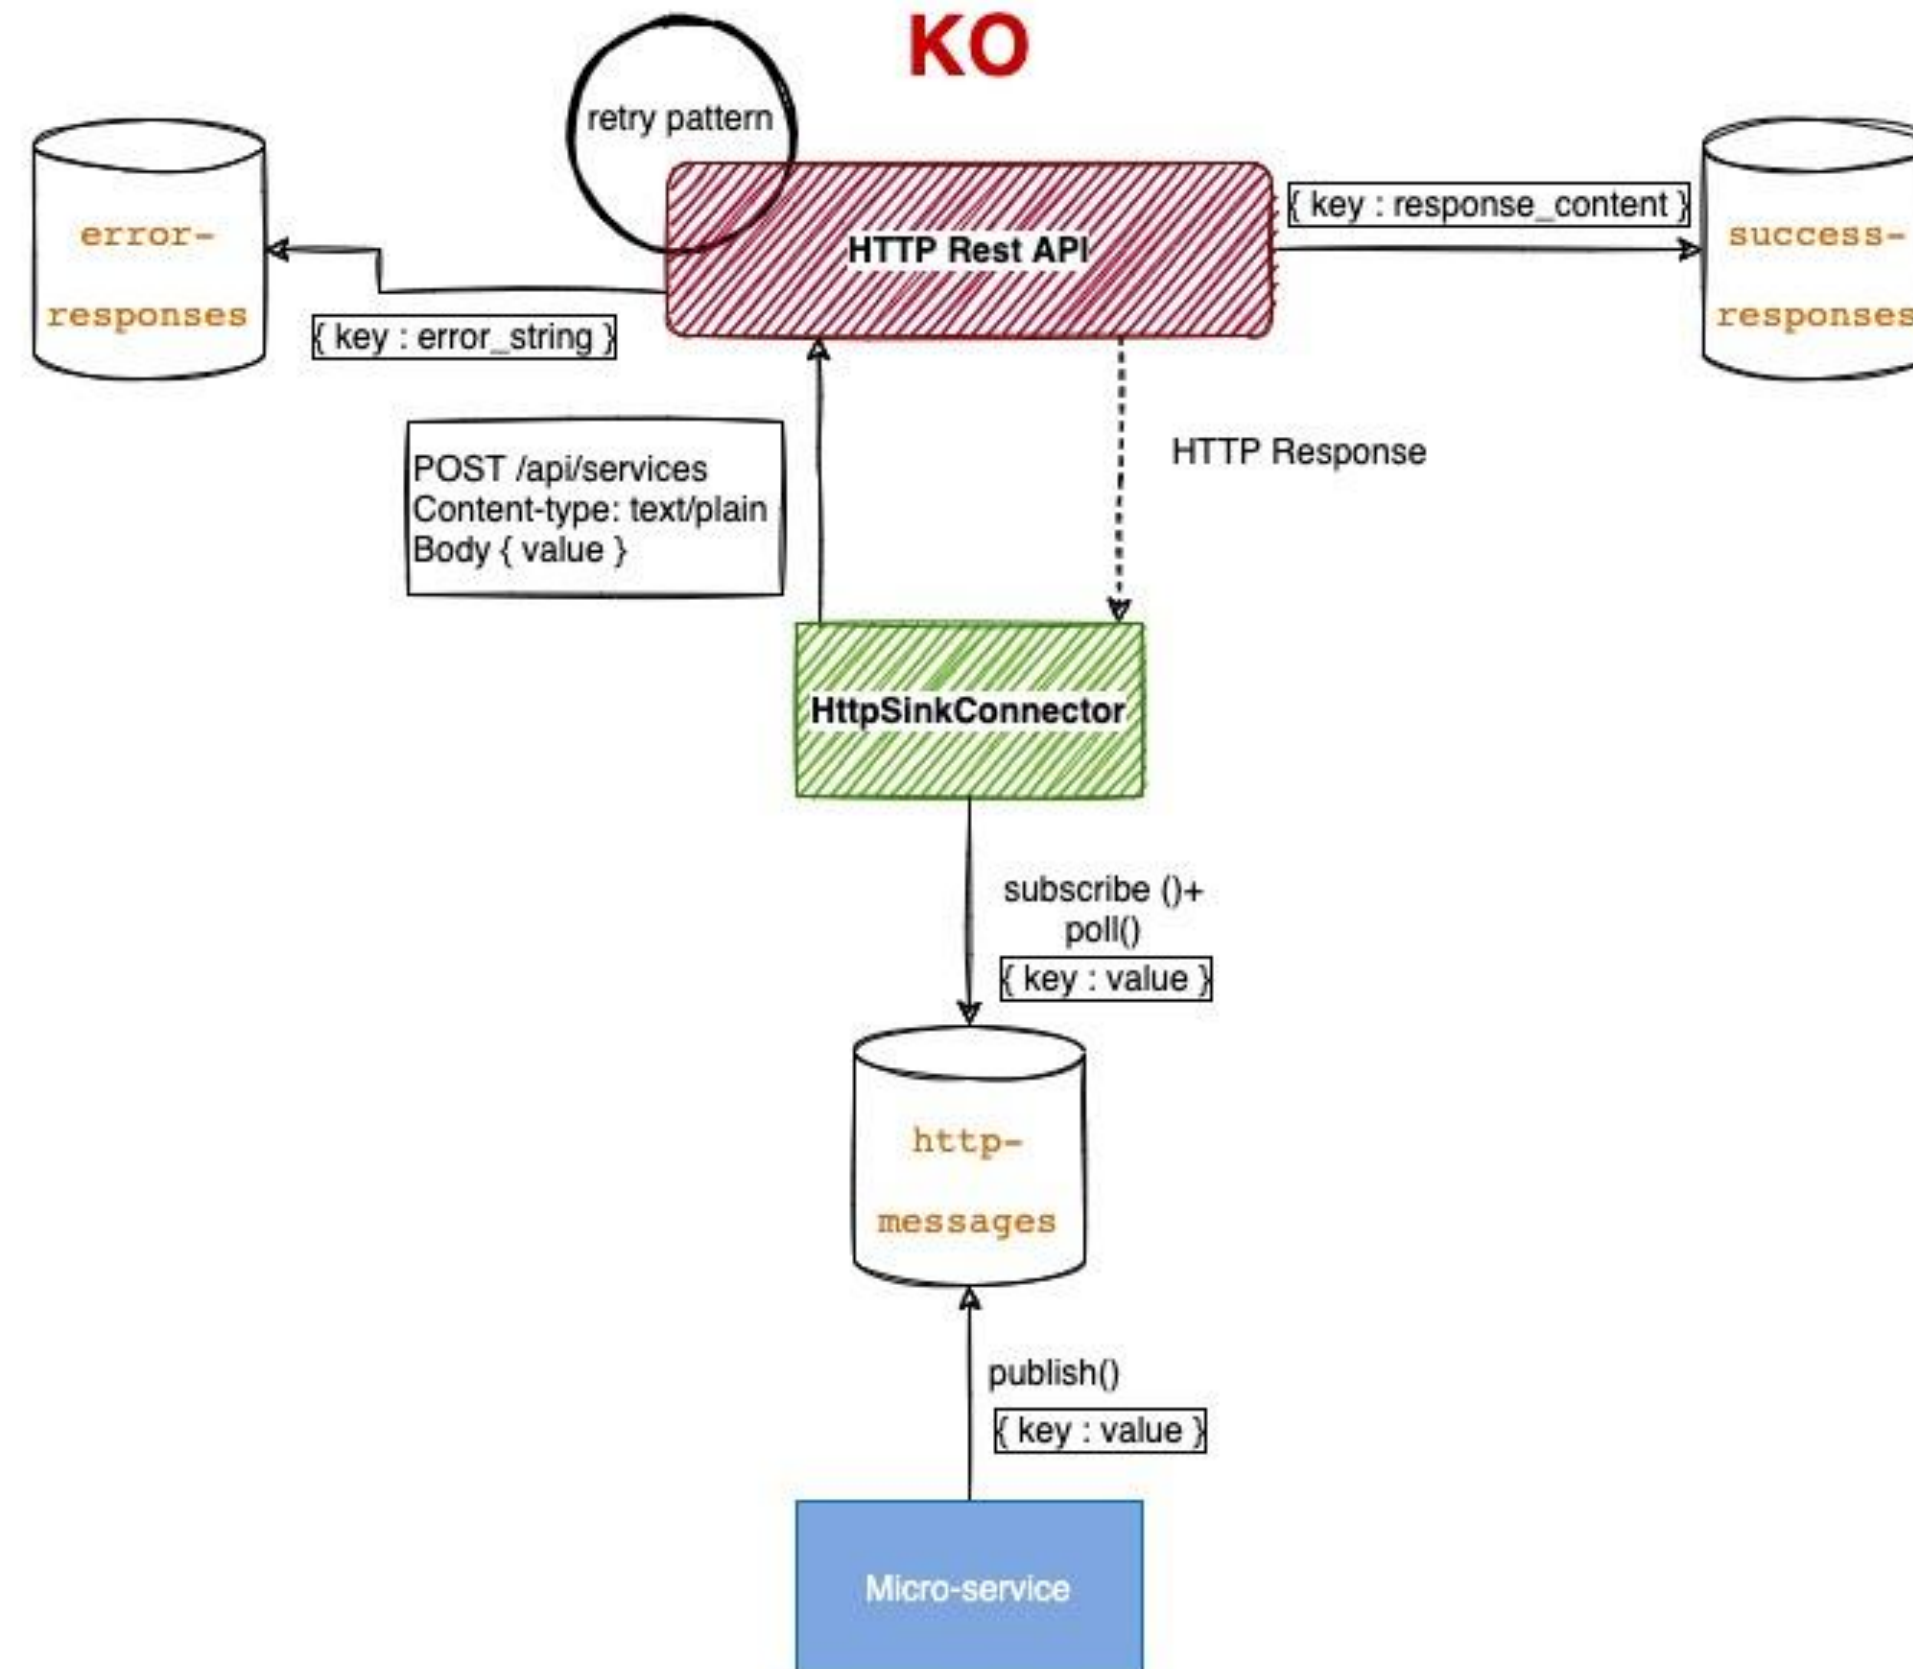 KO
retry pattern
{ key : response_content }
error-
responses
HTTP Rest API
success-
responses
{ key : error_string }
POST /api/services
Content-type: text/plain
Body { value }
HTTP Response
HttpSinkConnector
subscribe ()+
poll()
{ key : value }
http-
messages
publish()
{ key : value }
Micro-service